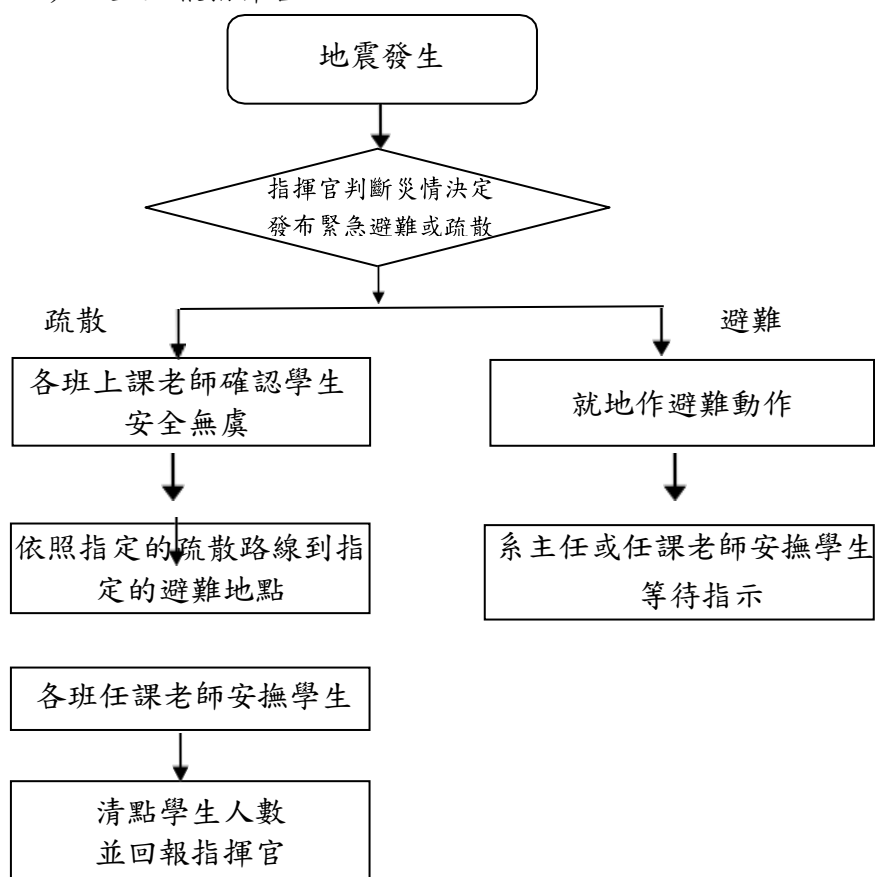 地震發生
指揮官判斷災情決定
發布緊急避難或疏散
疏散
避難
各班上課老師確認學生
安全無虞
就地作避難動作
依照指定的疏散路線到指
定的避難地點
系主任或任課老師安撫學生
等待指示
各班任課老師安撫學生
清點學生人數
並回報指揮官